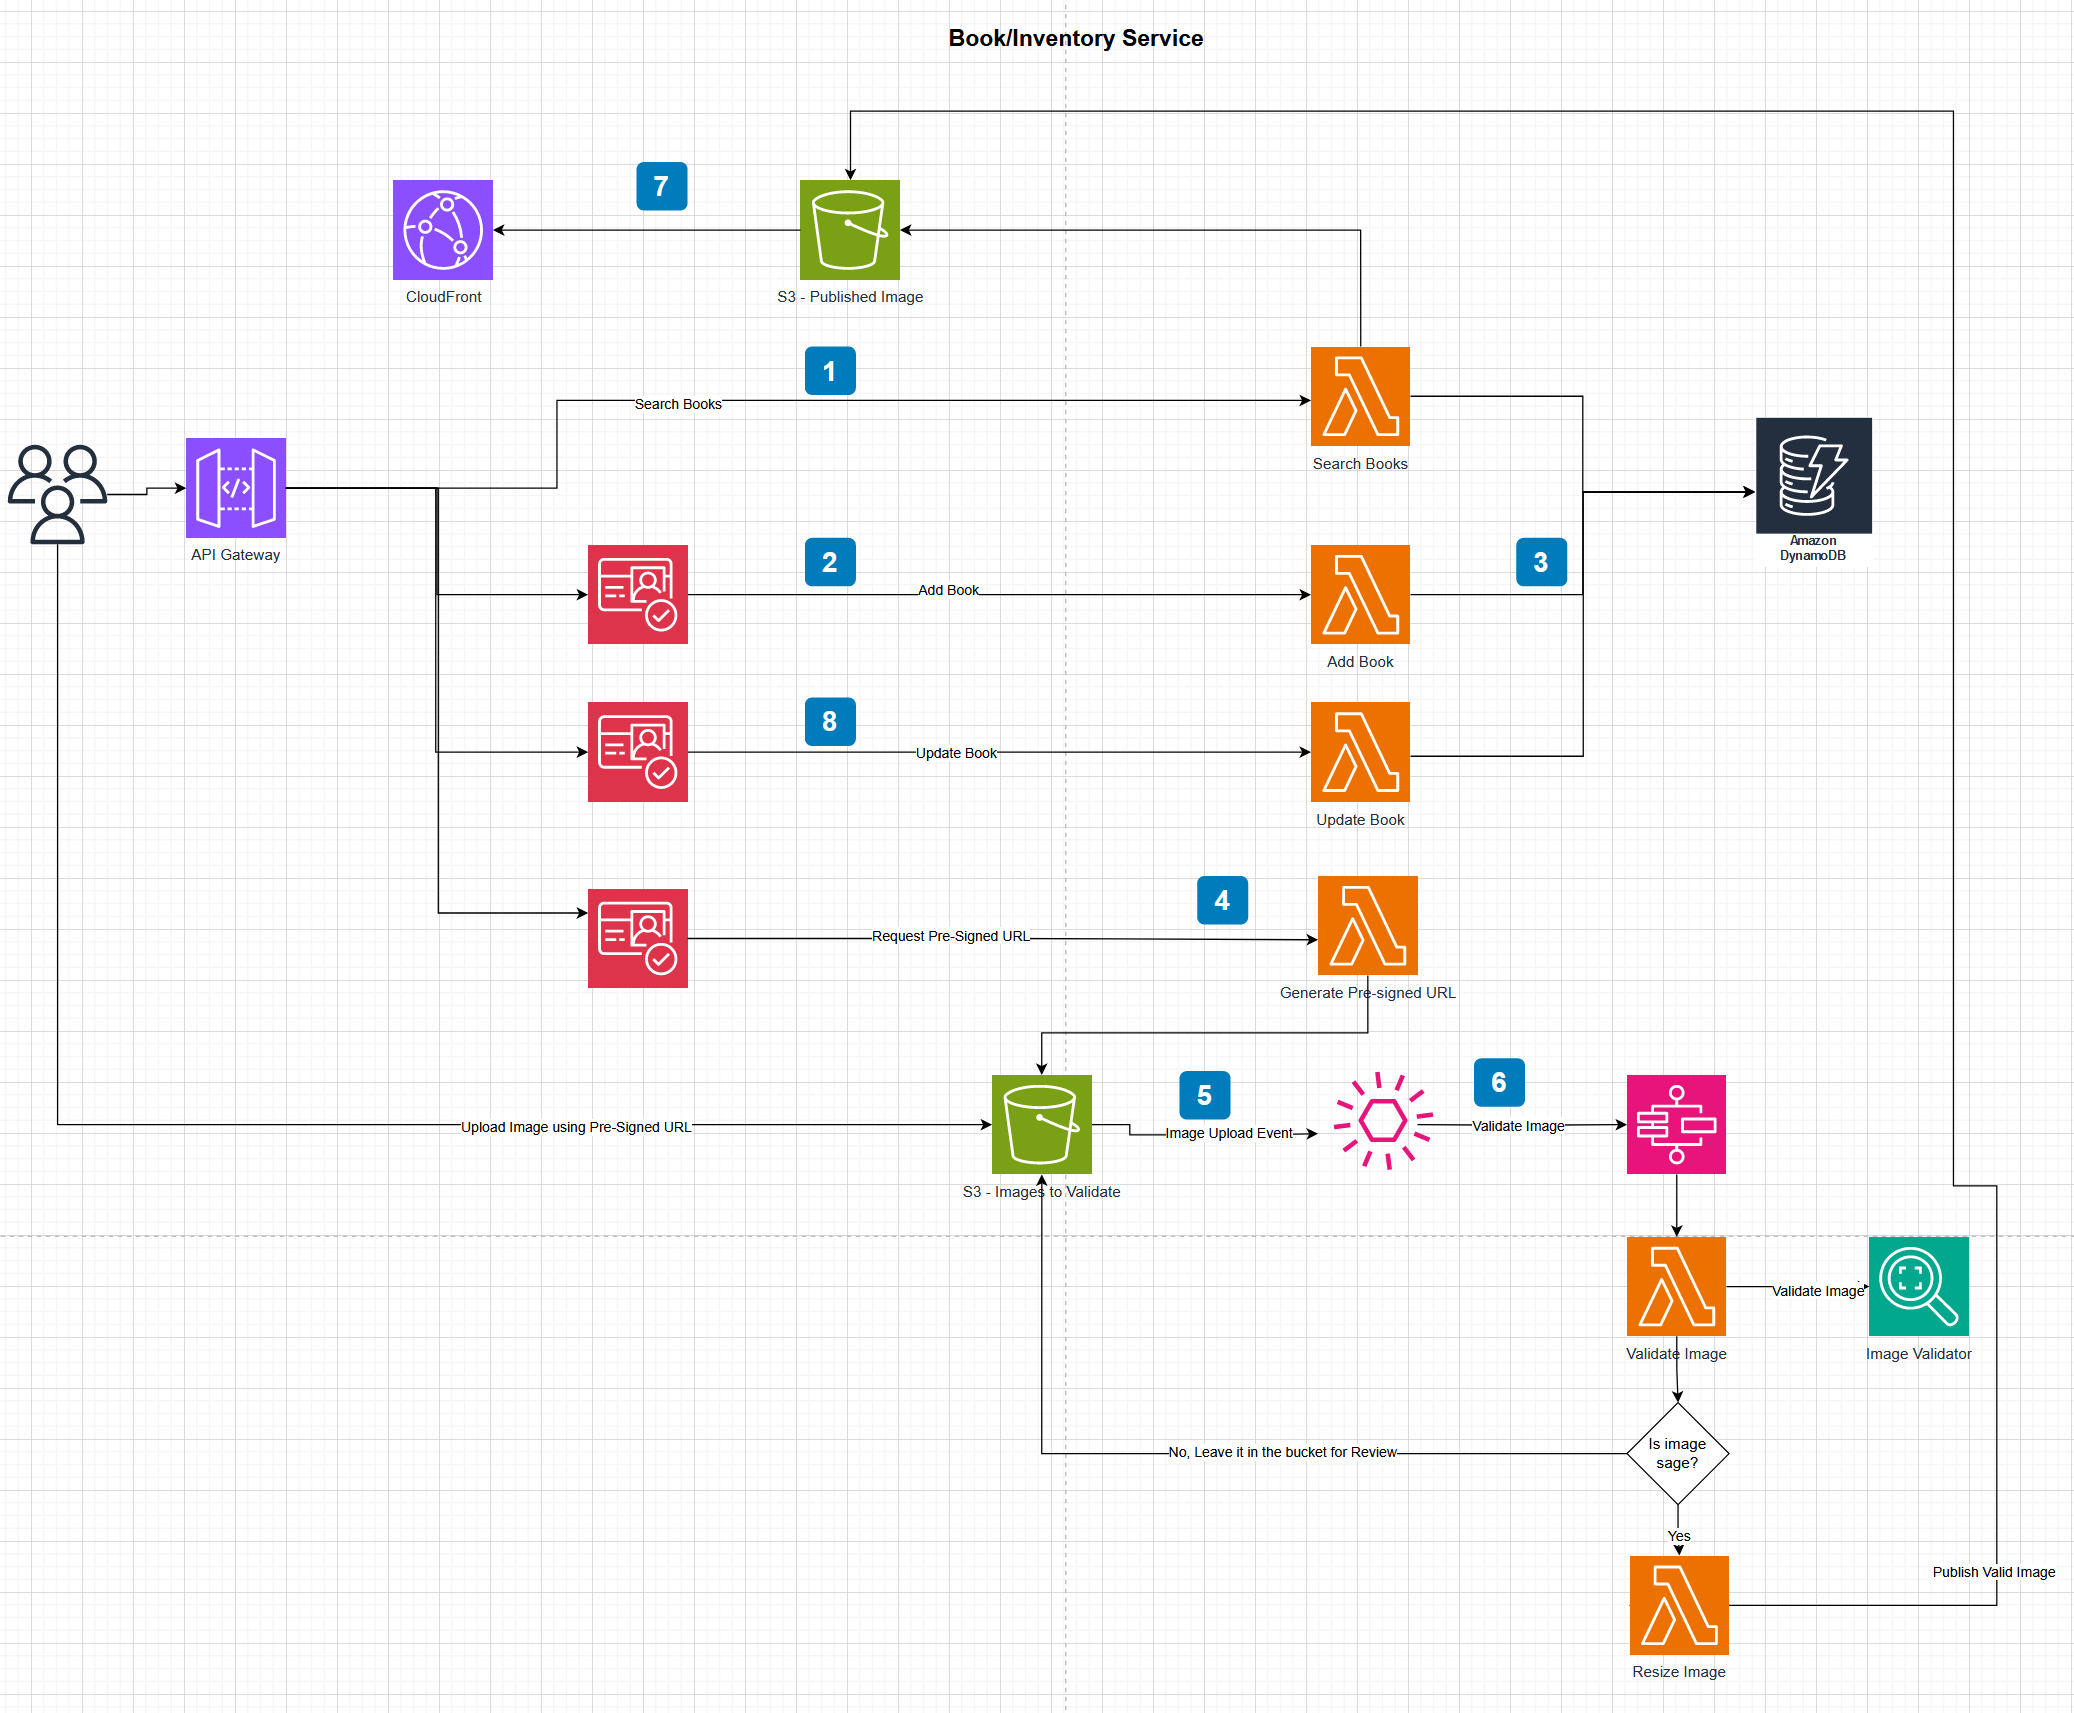 Book/Inventory Service
7
CloudFront
S3 - Published Image
1
Search Books
Search Books
API Gateway
2
Add Book
Add Book
3
Amazon
DynamoDB
8
Update Book
Update Book
4
Request Pre-Signed URL
Generate Pre-signed URL
Upload Image using Pre-Signed URL
S3 - Images to Validate
5
Image Upload Event
6
Validate Image
Validate Image
Validate Image
Image Validator
Is image
sage?
No, Leave it in the bucket for Review
Yes
Publish Valid Image
Resize Image